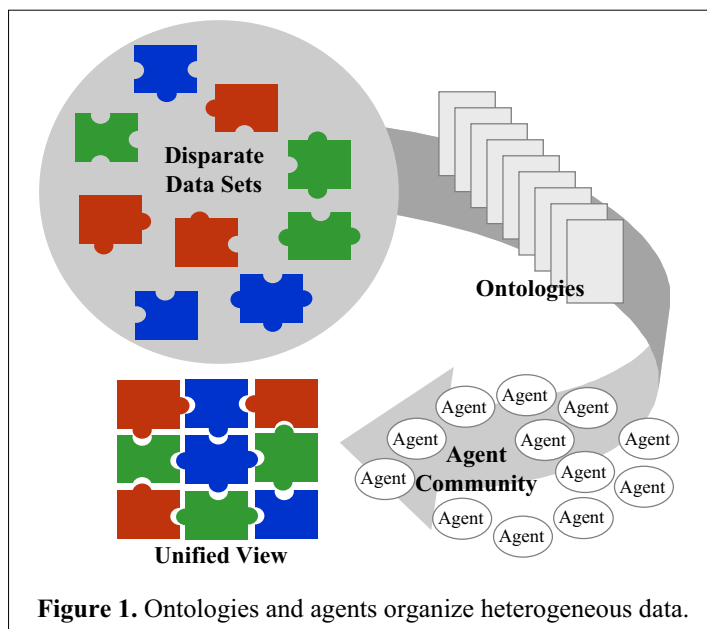 Disparate
Data Sets
Ontologies
Agent
Agent
Agent
Agent
Agent
Agent
Agent
Community
Agent
Agent
Agent
Agent
Agent
Agent
Unified View
Figure 1. Ontologies and agents organize heterogeneous data.